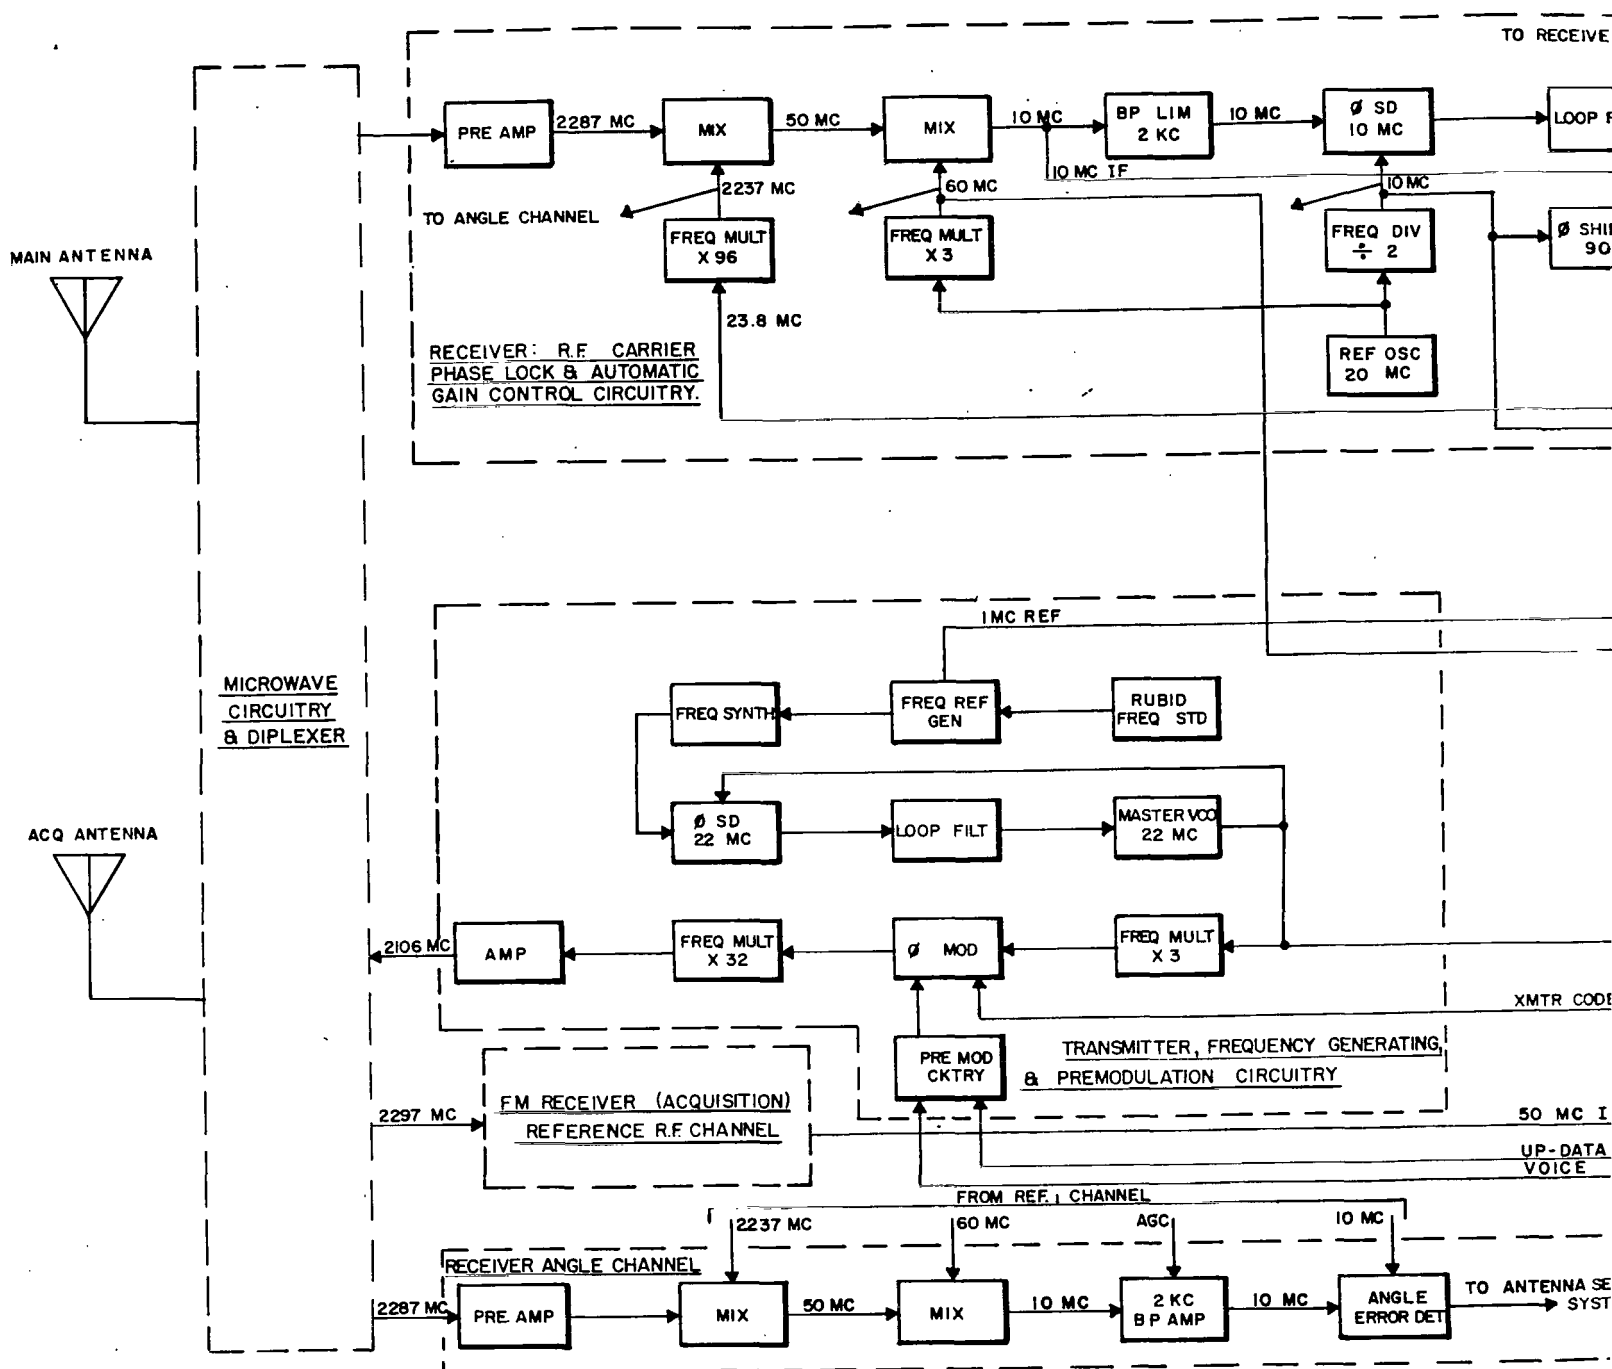 TO RECEIVE
PRE AMP
2287 MC
MIX
50 MC
MIX
10 MC
BP LIM
2 KC
10 MC
Ø SD
10 MC
LOOP F
10 MC IF
2237 MC
60 MC
10 MC
TO ANGLE CHANNEL
FREQ MULT
X 96
FREQ MULT
X 3
FREQ DIV
÷ 2
Ø SHI
90
MAIN ANTENNA
23.8 MC
REF OSC
20 MC
RECEIVER: R.F. CARRIER
PHASE LOCK & AUTOMATIC
GAIN CONTROL CIRCUITRY.
1 MC REF
MICROWAVE
CIRCUITRY
& DIPLEXER
FREQ SYNTH
FREQ REF
GEN
RUBID
FREQ STD
Ø SD
22 MC
LOOP FILT
MASTER VCO
22 MC
ACQ ANTENNA
2106 MC
AMP
FREQ MULT
X 32
Ø MOD
FREQ MULT
X 3
XMTR CODE
PRE MOD
CKTRY
TRANSMITTER, FREQUENCY GENERATING,
& PREMODULATION CIRCUITRY
2297 MC
FM RECEIVER (ACQUISITION)
REFERENCE R.F. CHANNEL
50 MC I
UP-DATA
VOICE
FROM REF. CHANNEL
2237 MC
60 MC
AGC
10 MC
RECEIVER ANGLE CHANNEL
2287 MC
PRE AMP
MIX
50 MC
MIX
10 MC
2 KC
BP AMP
10 MC
ANGLE
ERROR DET
TO ANTENNA SE
SYST